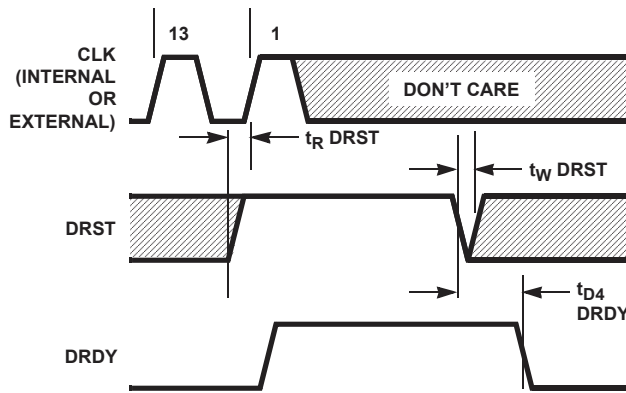 13
1
CLK
(INTERNAL
OR
EXTERNAL)
DON'T CARE
tR DRST
tW DRST
DRST
tD4
DRDY
DRDY